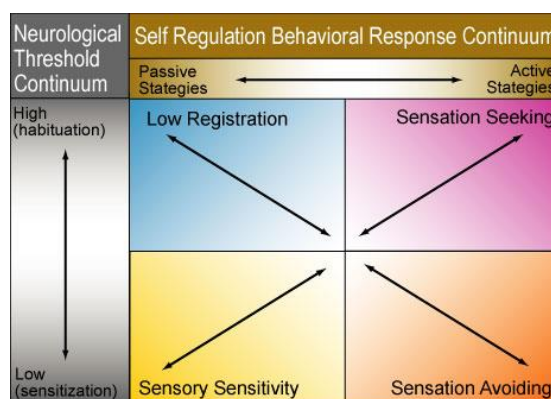 Neurological
Threshold
Continuum
Self Regulation Behavioral Response Continuum
Passive
Stategies
Active
Stategies
High
(habituation)
Low Registration
Sensation Seeking
Low
(sensitization)
Sensory Sensitivity
Sensation Avoiding